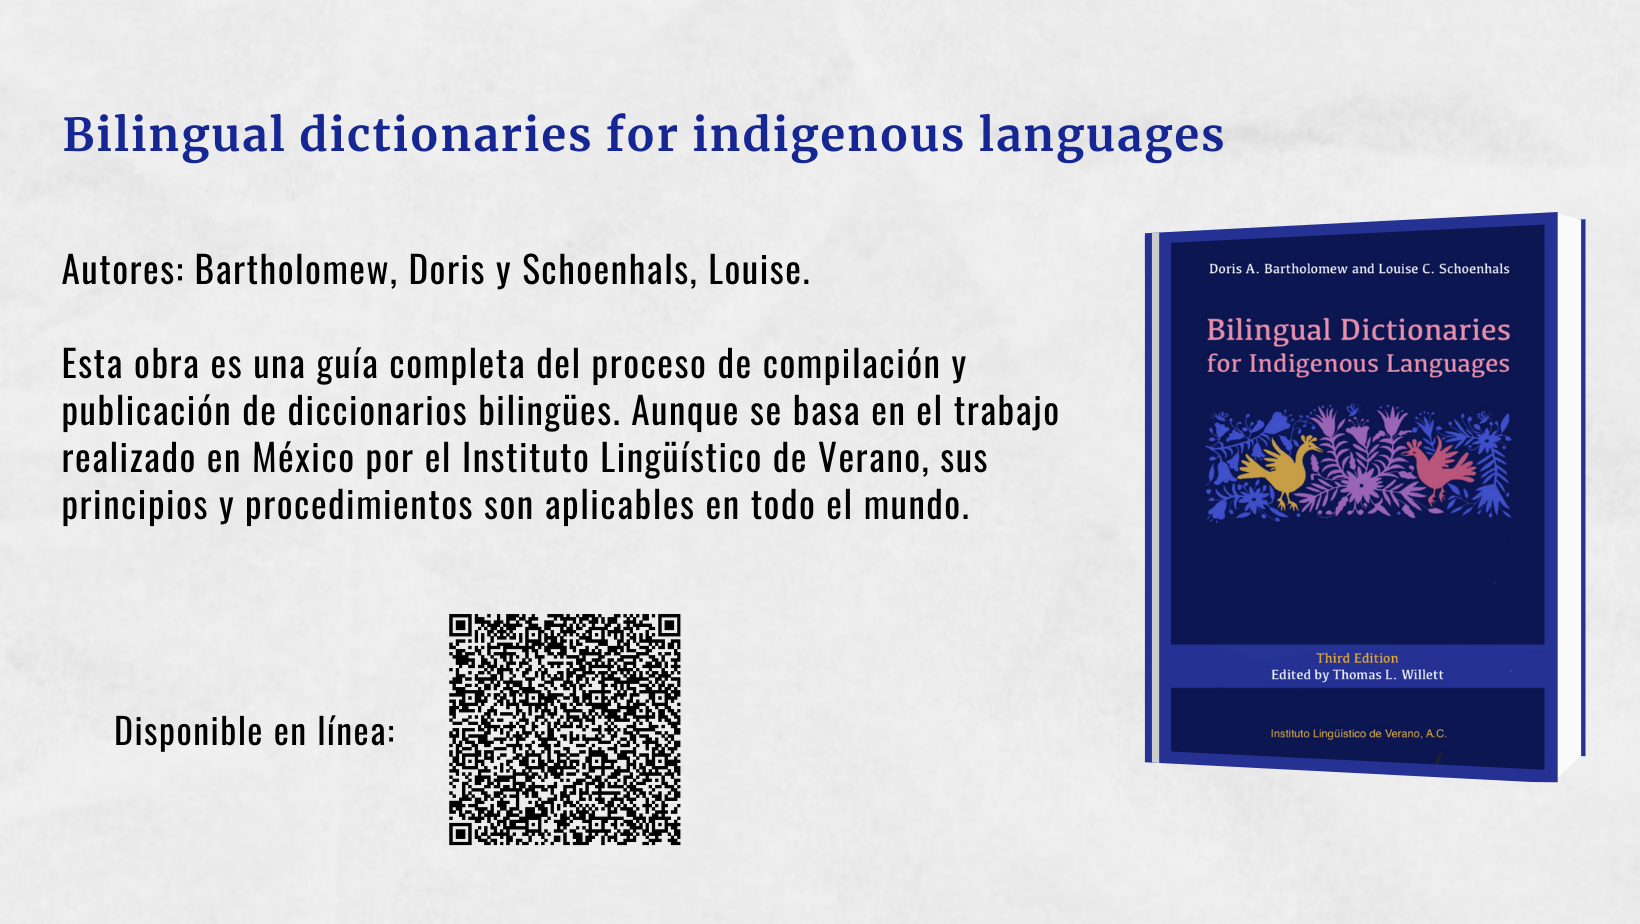 Bilingual dictionaries for indigenous languages
Autores: Bartholomew, Doris y Schoenhals, Louise.
Esta obra es una guía completa del proceso de compilación y
publicación de diccionarios bilingües. Aunque se basa en el trabajo
realizado en México por el Instituto Lingüístico de Verano, sus
principios y procedimientos son aplicables en todo el mundo.
Disponible en línea:
Doris A. Bartholomew and Louise C. Schoenhals
Bilingual Dictionaries
for Indigenous Languages
Third Edition
Edited by Thomas L. Willett
Instituto Lingüistico de Verano, A.C.